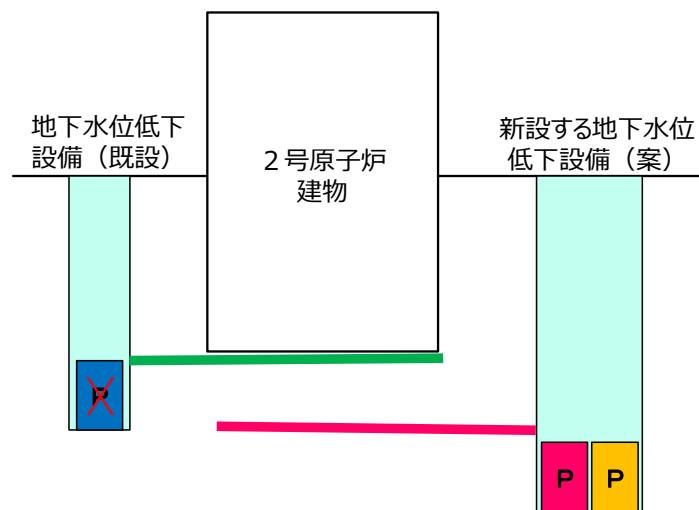 地下水位低下
設備（既設）
２号原子炉
建物
新設する地下水位
低下設備（案）
P
P
P